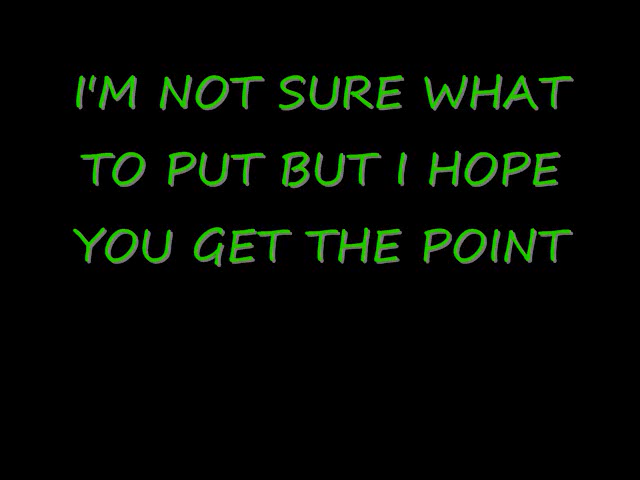 I'M NOT SURE WHAT
TO PUT BUT I HOPE
YOU GET THE POINT